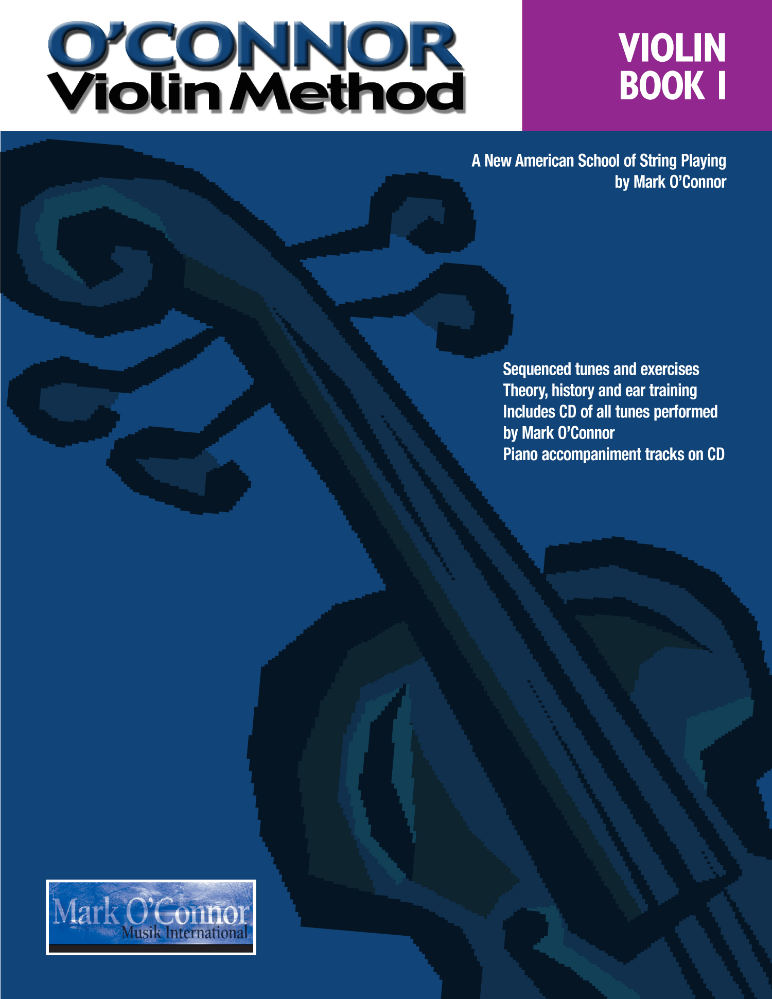 O'CONNOR
Violin Method
VIOLIN
BOOK I
A New American School of String Playing
by Mark O'Connor
Sequenced tunes and exercises
Theory, history and ear training
Includes CD of all tunes performed
by Mark O'Connor
Piano accompaniment tracks on CD
Mark O'Connor
Musik International